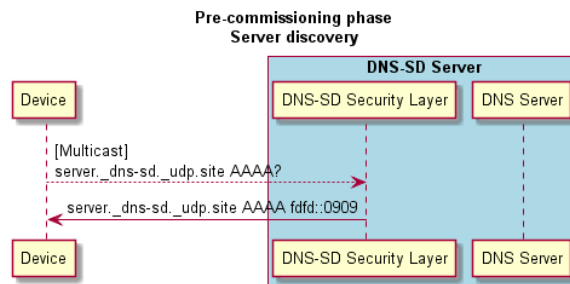 Pre-commissioning phase
Server discovery
DNS-SD Server
Device
DNS-SD Security Layer
DNS Server
[Multicast]
server._dns-sd._udp.site AAAA?
server._dns-sd._udp.site AAAA fdfd::0909
Device
DNS-SD Security Layer
DNS Server